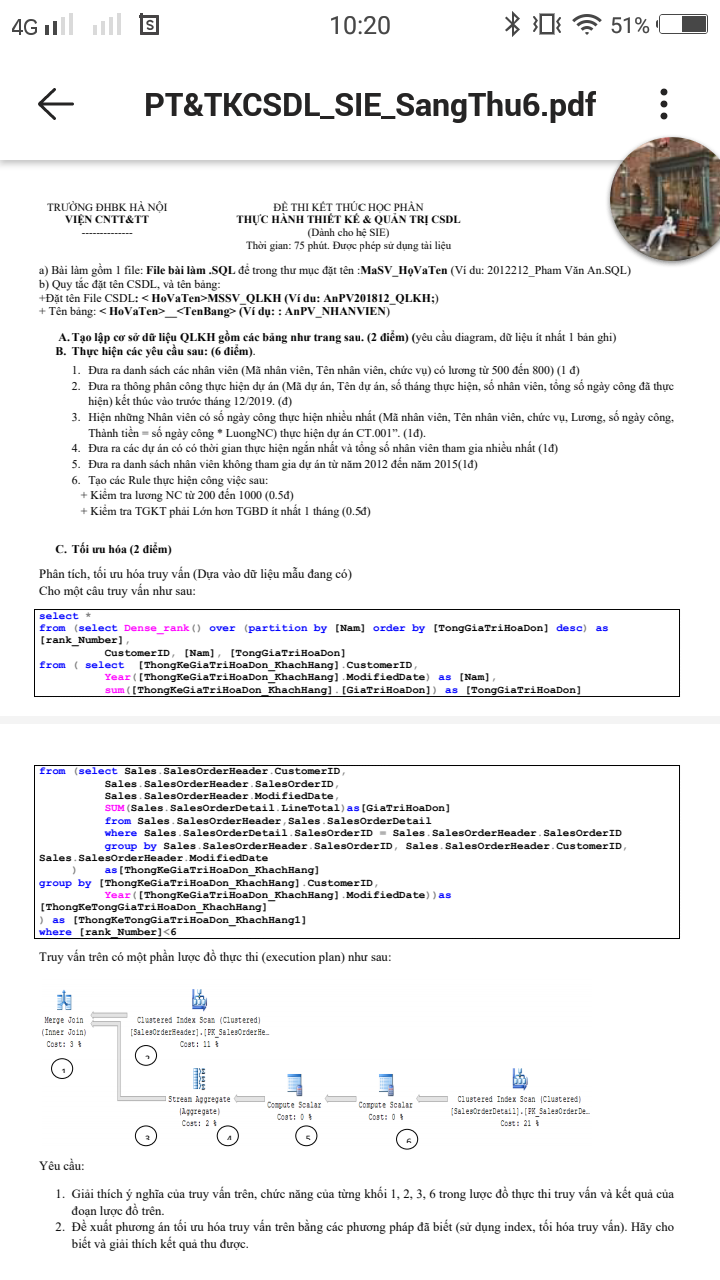 4G
S
10:20
51%
PT&TKCSDL_SIE_SangThu6.pdf
TRƯỜNG ĐHBK HÀ NỘI
VIỆN CNTT&TT
--------------
ĐỀ THI KẾT THÚC HỌC PHẦN
THỰC HÀNH THIẾT KẾ & QUẢN TRỊ CSDL
(Dành cho hệ SIE)
Thời gian: 75 phút. Được phép sử dụng tài liệu
a) Bài làm gồm 1 file: File bài làm .SQL để trong thư mục đặt tên :MaSV_HọVaTen (Ví dụ: 2012212_Pham Văn An.SQL)
b) Quy tắc đặt tên CSDL, và tên bảng:
+Đặt tên File CSDL: < HoVaTen>MSSV_QLKH (Ví dụ: AnPV201812_QLKH;)
+ Tên bảng: < HoVaTen>__<TenBang> (Ví dụ: : AnPV_NHANVIEN)
A. Tạo lập cơ sở dữ liệu QLKH gồm các bảng như trang sau. (2 điểm) (yêu cầu diagram, dữ liệu ít nhất 1 bản ghi)
B. Thực hiện các yêu cầu sau: (6 điểm).
1. Đưa ra danh sách các nhân viên (Mã nhân viên, Tên nhân viên, chức vụ) có lương từ 500 đến 800) (1 đ)
2. Đưa ra thông phân công thực hiện dự án (Mã dự án, Tên dự án, số tháng thực hiện, số nhân viên, tổng số ngày công đã thực
hiện) kết thúc vào trước tháng 12/2019. (đ)
3. Hiện những Nhân viên có số ngày công thực hiện nhiều nhất (Mã nhân viên, Tên nhân viên, chức vụ, Lương, số ngày công,
Thành tiền = số ngày công * LuongNC) thực hiện dự án CT.001”. (1đ).
4. Đưa ra các dự án có có thời gian thực hiện ngắn nhất và tổng số nhân viên tham gia nhiều nhất (1đ)
5. Đưa ra danh sách nhân viên không tham gia dự án từ năm 2012 đến năm 2015(1đ)
6. Tạo các Rule thực hiện công việc sau:
+ Kiểm tra lương NC từ 200 đến 1000 (0.5đ)
+ Kiểm tra TGKT phải Lớn hơn TGBD ít nhất 1 tháng (0.5đ)
C. Tối ưu hóa (2 điểm)
Phân tích, tối ưu hóa truy vấn (Dựa vào dữ liệu mẫu đang có)
Cho một câu truy vấn như sau:
select *
from (select Dense_rank() over (partition by [Nam] order by [TongGiaTriHoaDon] desc) as
[rank_Number],
CustomerID, [Nam], [TongGiaTriHoaDon]
from ( select [ThongKeGiaTriHoaDon_KhachHang].CustomerID,
Year([ThongKeGiaTriHoaDon_KhachHang].ModifiedDate) as [Nam],
sum([ThongKeGiaTriHoaDon_KhachHang].[GiaTriHoaDon]) as [TongGiaTriHoaDon]
from (select Sales.SalesOrderHeader.CustomerID,
Sales.SalesOrderHeader.SalesOrderID,
Sales.SalesOrderHeader.ModifiedDate,
SUM(Sales.SalesOrderDetail.LineTotal)as[GiaTriHoaDon]
from Sales.SalesOrderHeader,Sales.SalesOrderDetail
where Sales.SalesOrderDetail.SalesOrderID = Sales.SalesOrderHeader.SalesOrderID
group by Sales.SalesOrderHeader.SalesOrderID, Sales.SalesOrderHeader.CustomerID,
Sales.SalesOrderHeader.ModifiedDate
) as[ThongKeGiaTriHoaDon_KhachHang]
group by [ThongKeGiaTriHoaDon_KhachHang].CustomerID,
Year([ThongKeGiaTriHoaDon_KhachHang].ModifiedDate))as
[ThongKeTongGiaTriHoaDon_KhachHang]
) as [ThongKeTongGiaTriHoaDon_KhachHang1]
where [rank_Number]<6
Truy vấn trên có một phần lược đồ thực thi (execution plan) như sau:
Merge Join
(Inner Join)
Cost: 3 %
Clustered Index Scan (Clustered)
[SalesOrderHeader].[PK_SalesOrderHe…
Cost: 11 %
1
2
Stream Aggregate
(Aggregate)
Cost: 2 %
Compute Scalar
Cost: 0 %
Compute Scalar
Cost: 0 %
Clustered Index Scan (Clustered)
[SalesOrderDetail].[PK_SalesOrderDe…
Cost: 21 %
3
4
5
6
Yêu cầu:
1. Giải thích ý nghĩa của truy vấn trên, chức năng của từng khối 1, 2, 3, 6 trong lược đồ thực thi truy vấn và kết quả của
đoạn lược đồ trên.
2. Đề xuất phương án tối ưu hóa truy vấn trên bằng các phương pháp đã biết (sử dụng index, tối hóa truy vấn). Hãy cho
biết và giải thích kết quả thu được.